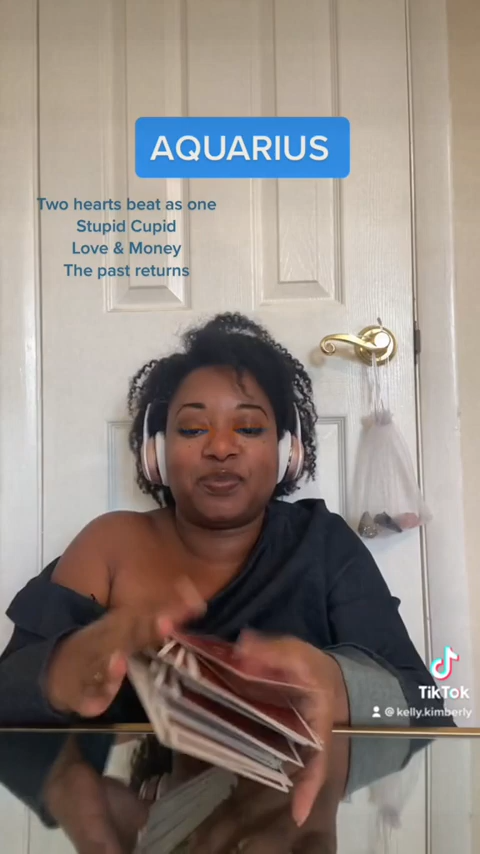 AQUARIUS
Two hearts beat as one
Stupid Cupid
Love & Money
The past returns
TikTok
@kelly.kimberly